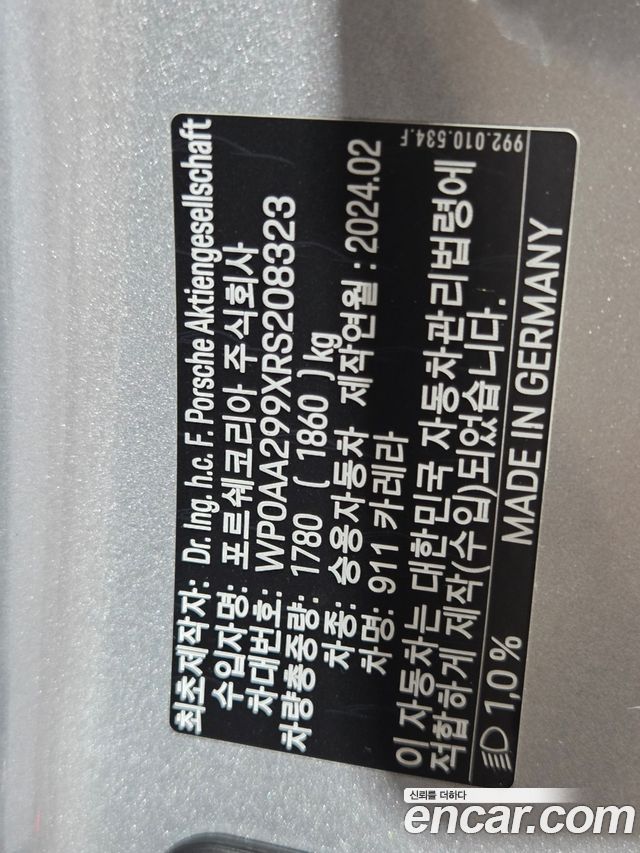 최초제작자: Dr. Ing. h.c. F. Porsche Aktiengesellschaft
수입자명: 포르쉐코리아 주식회사
차대번호: WP0AA299XRS208323
차량총중량: 1780 ( 1860 ) kg
차종: 승용자동차 제작연월 : 2024.02
차명: 911 카레라
이 자동차는 대한민국 자동차관리법령에
적합하게 제작(수입)되었습니다.
1,0% MADE IN GERMANY
992.010.534.F
신뢰를 더하다
encar.com